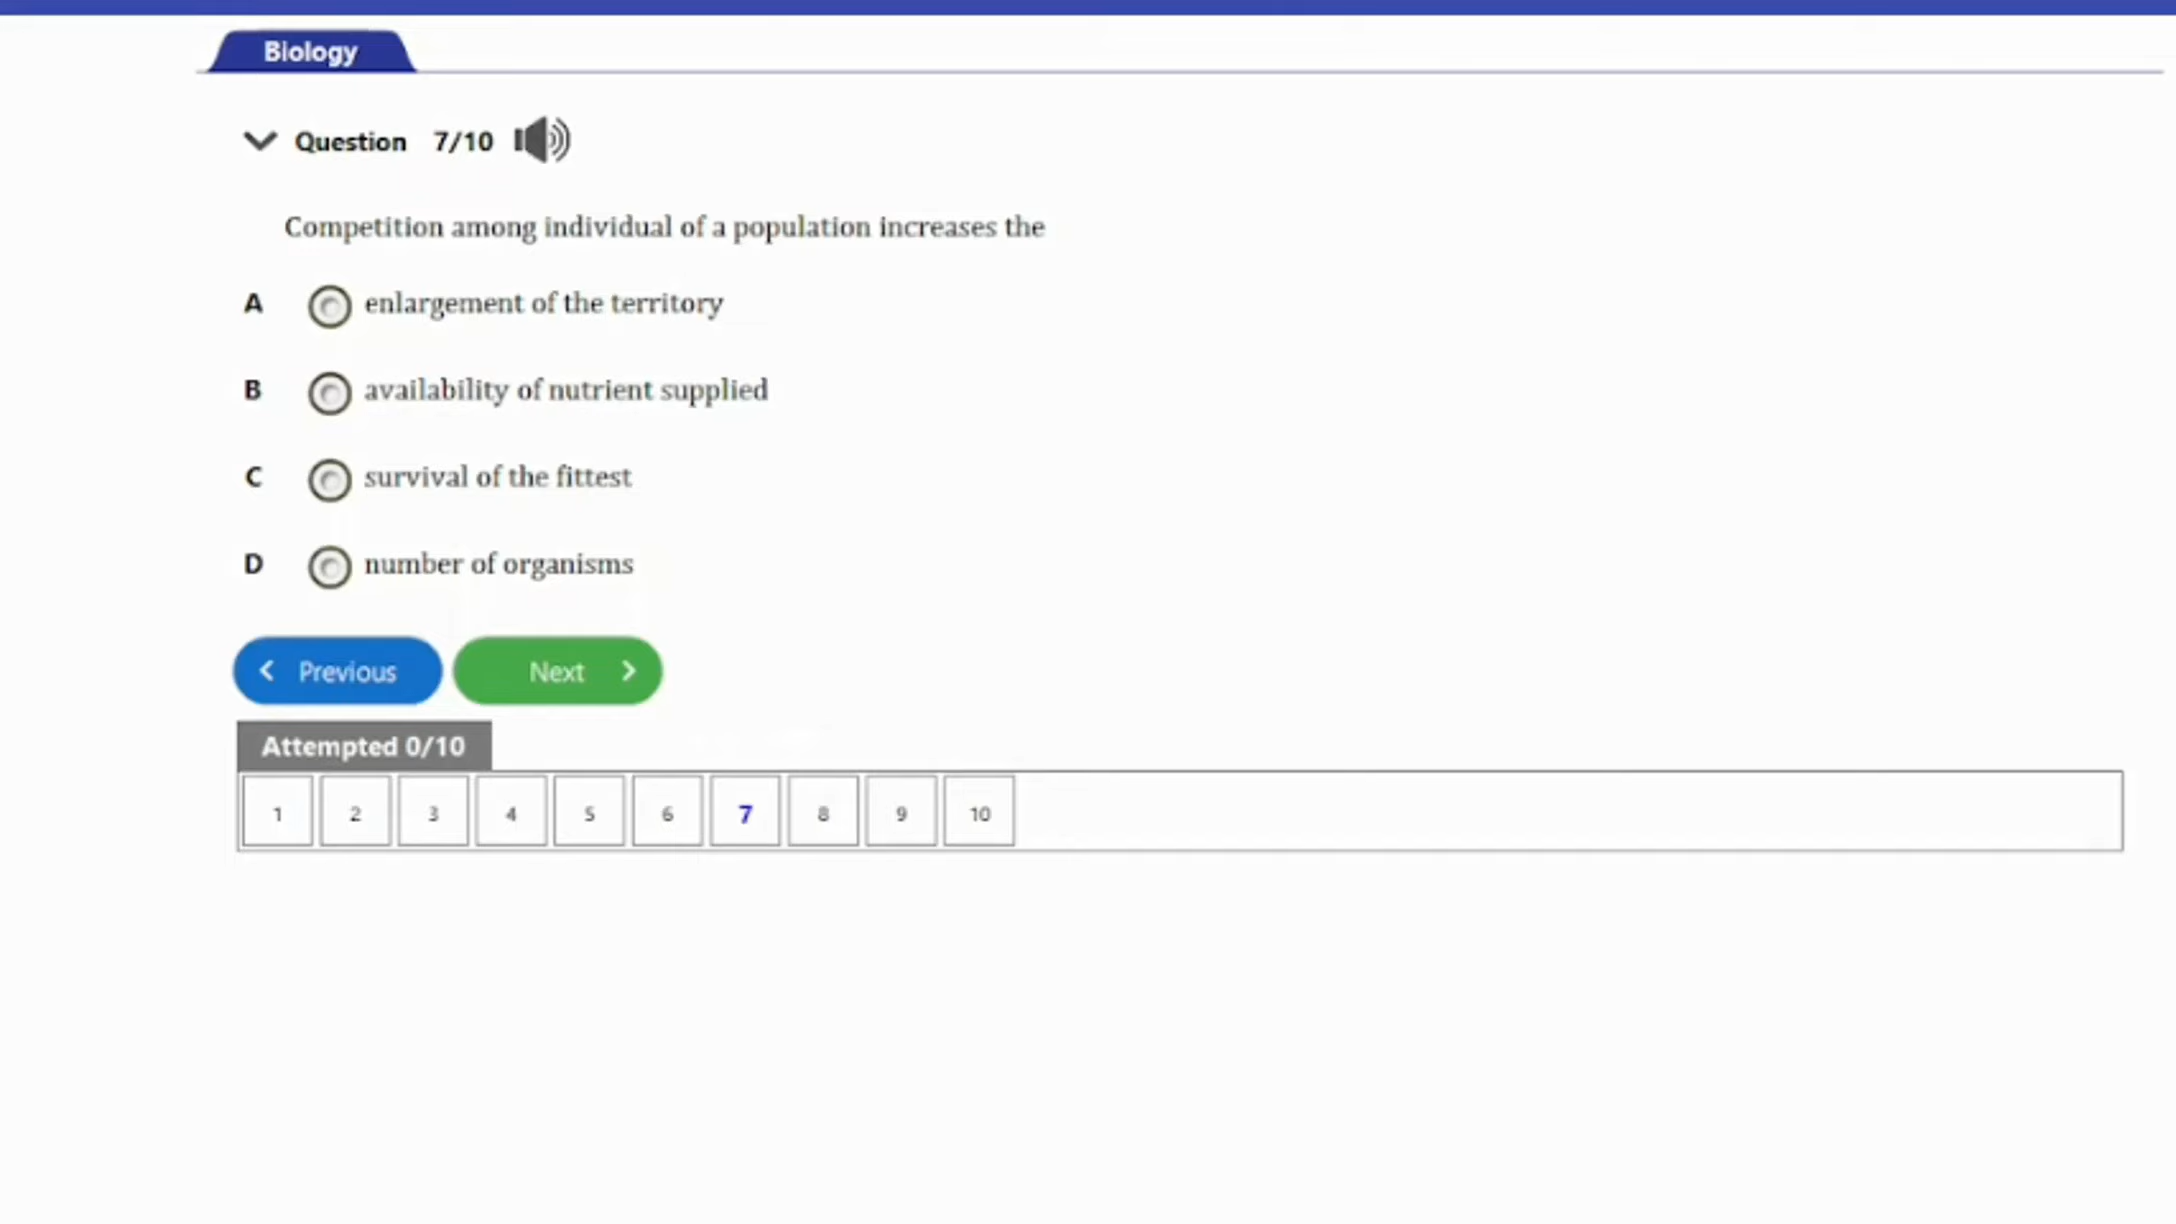 Biology
Question 7/10
Competition among individual of a population increases the
A enlargement of the territory
B availability of nutrient supplied
C survival of the fittest
D number of organisms
Previous Next
Attempted 0/10
1 2 3 4 5 6 7 8 9 10